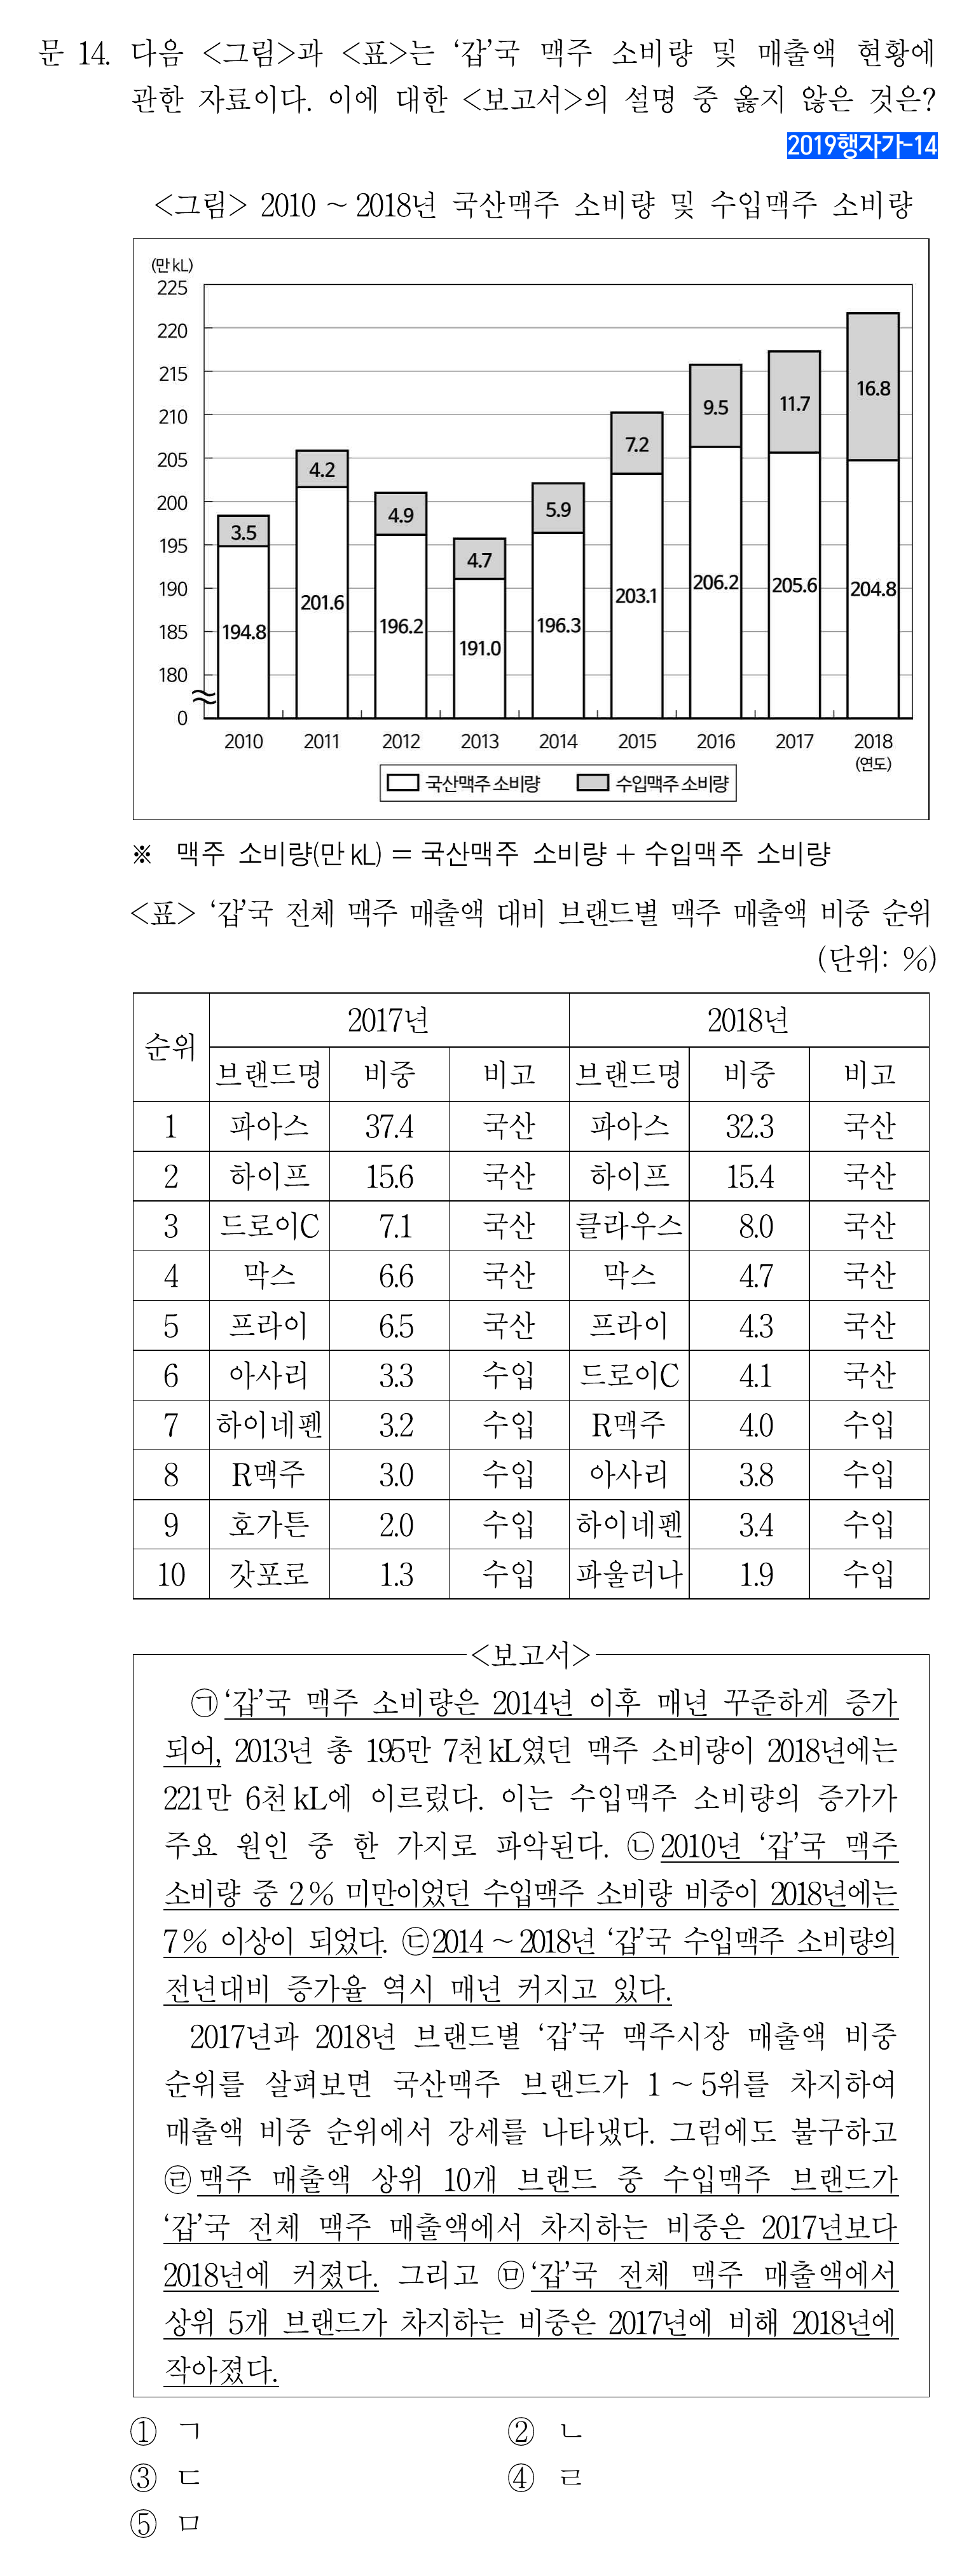 문 14. 다음 <그림>과 <표>는 ‘갑’국 맥주 소비량 및 매출액 현황에
관한 자료이다. 이에 대한 <보고서>의 설명 중 옳지 않은 것은?
2019행자가-14
<그림> 2010 ~ 2018년 국산맥주 소비량 및 수입맥주 소비량
(만 kL)
225
220
215
210
205
200
195
190
185
180
0
3.5 4.2 4.9 4.7 5.9 7.2 9.5 11.7 16.8
194.8 201.6 196.2 191.0 196.3 203.1 206.2 205.6 204.8
2010 2011 2012 2013 2014 2015 2016 2017 2018
(연도)
국산맥주 소비량 수입맥주 소비량
※ 맥주 소비량(만 kL) = 국산맥주 소비량 + 수입맥주 소비량
<표> ‘갑’국 전체 맥주 매출액 대비 브랜드별 맥주 매출액 비중 순위
(단위: %)
순위 2017년 2018년
브랜드명 비중 비고 브랜드명 비중 비고
1 파아스 37.4 국산 파아스 32.3 국산
2 하이프 15.6 국산 하이프 15.4 국산
3 드로이C 7.1 국산 클라우스 8.0 국산
4 막스 6.6 국산 막스 4.7 국산
5 프라이 6.5 국산 프라이 4.3 국산
6 아사리 3.3 수입 드로이C 4.1 국산
7 하이네펜 3.2 수입 R맥주 4.0 수입
8 R맥주 3.0 수입 아사리 3.8 수입
9 호가튼 2.0 수입 하이네펜 3.4 수입
10 갓포로 1.3 수입 파울러나 1.9 수입
<보고서>
㉠ ‘갑’국 맥주 소비량은 2014년 이후 매년 꾸준하게 증가
되어, 2013년 총 195만 7천 kL였던 맥주 소비량이 2018년에는
221만 6천 kL에 이르렀다. 이는 수입맥주 소비량의 증가가
주요 원인 중 한 가지로 파악된다. ㉡ 2010년 ‘갑’국 맥주
소비량 중 2 % 미만이었던 수입맥주 소비량 비중이 2018년에는
7 % 이상이 되었다. ㉢ 2014 ~ 2018년 ‘갑’국 수입맥주 소비량의
전년대비 증가율 역시 매년 커지고 있다.
2017년과 2018년 브랜드별 ‘갑’국 맥주시장 매출액 비중
순위를 살펴보면 국산맥주 브랜드가 1 ~ 5위를 차지하여
매출액 비중 순위에서 강세를 나타냈다. 그럼에도 불구하고
㉣ 맥주 매출액 상위 10개 브랜드 중 수입맥주 브랜드가
‘갑’국 전체 맥주 매출액에서 차지하는 비중은 2017년보다
2018년에 커졌다. 그리고 ㉤ ‘갑’국 전체 맥주 매출액에서
상위 5개 브랜드가 차지하는 비중은 2017년에 비해 2018년에
작아졌다.
① ㄱ ② ㄴ
③ ㄷ ④ ㄹ
⑤ ㅁ